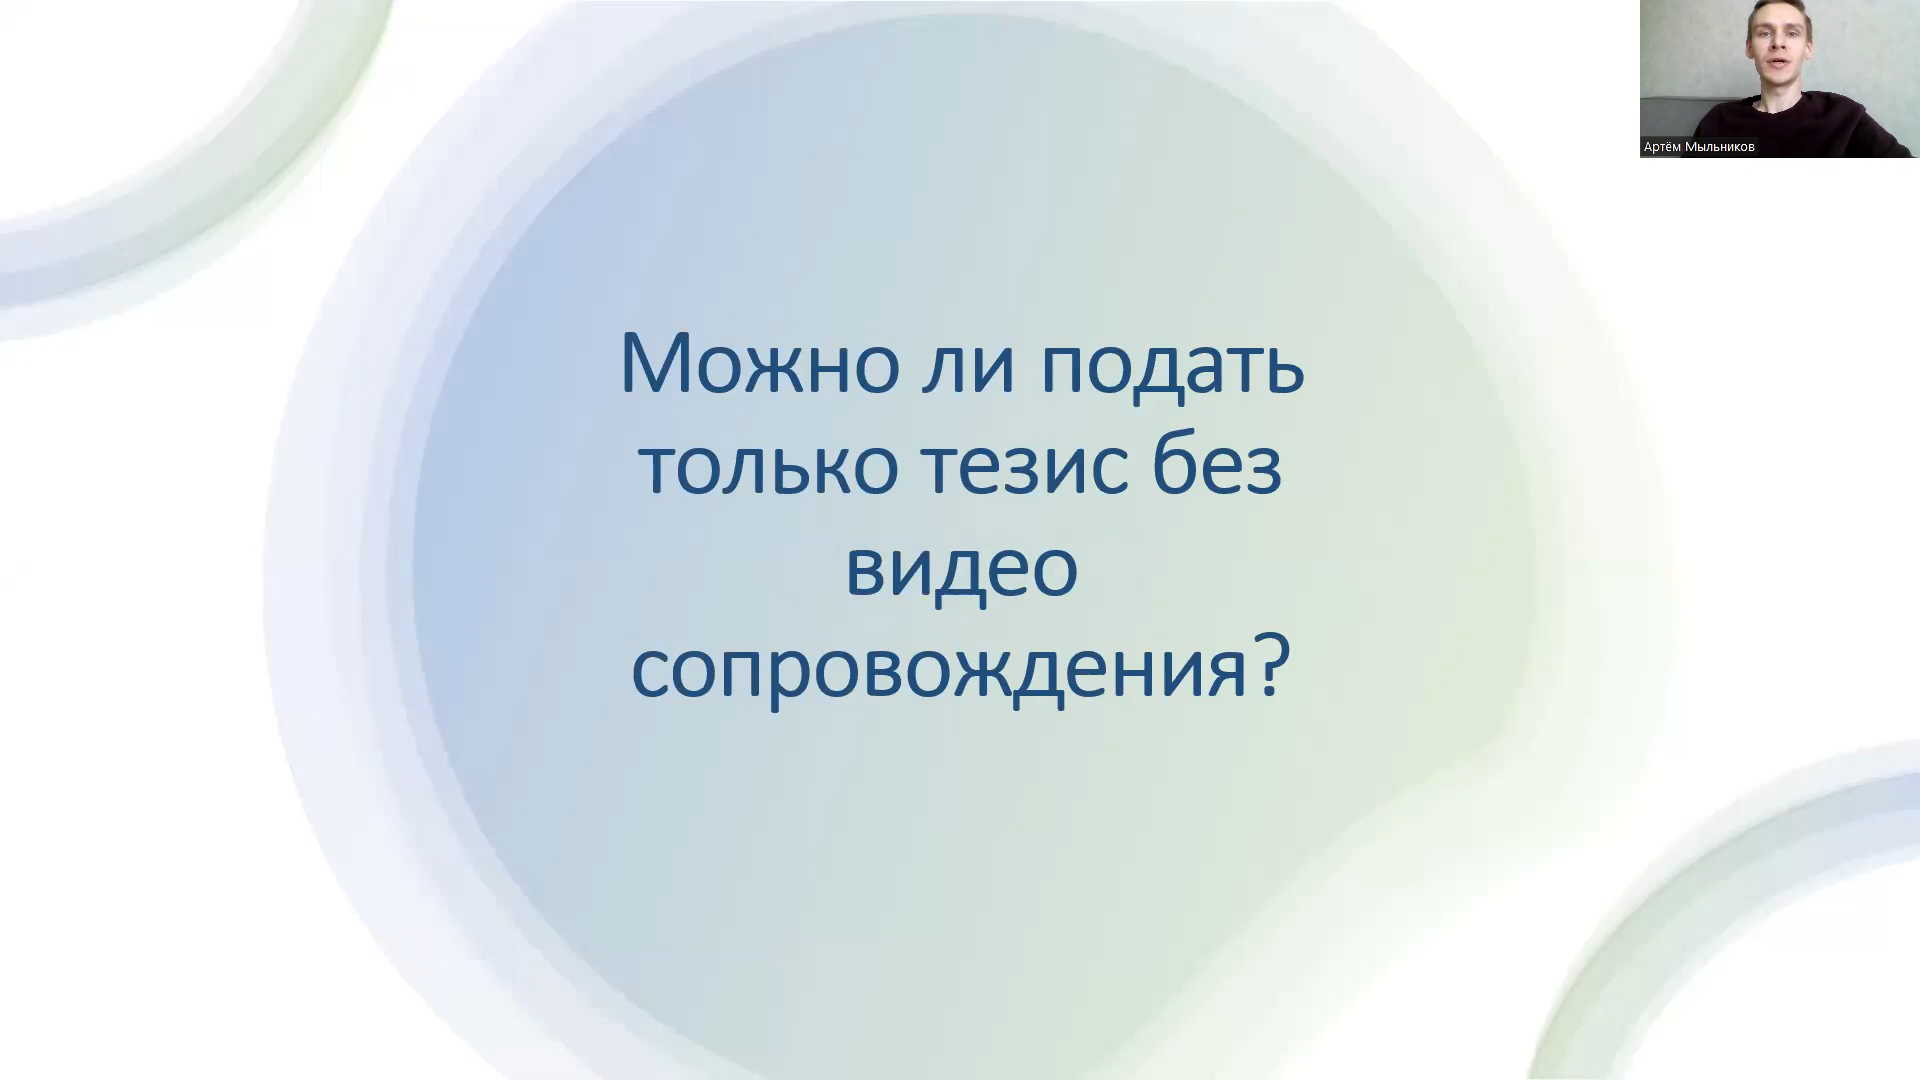 Артём Мыльников
Можно ли подать
только тезис без
видео
сопровождения?